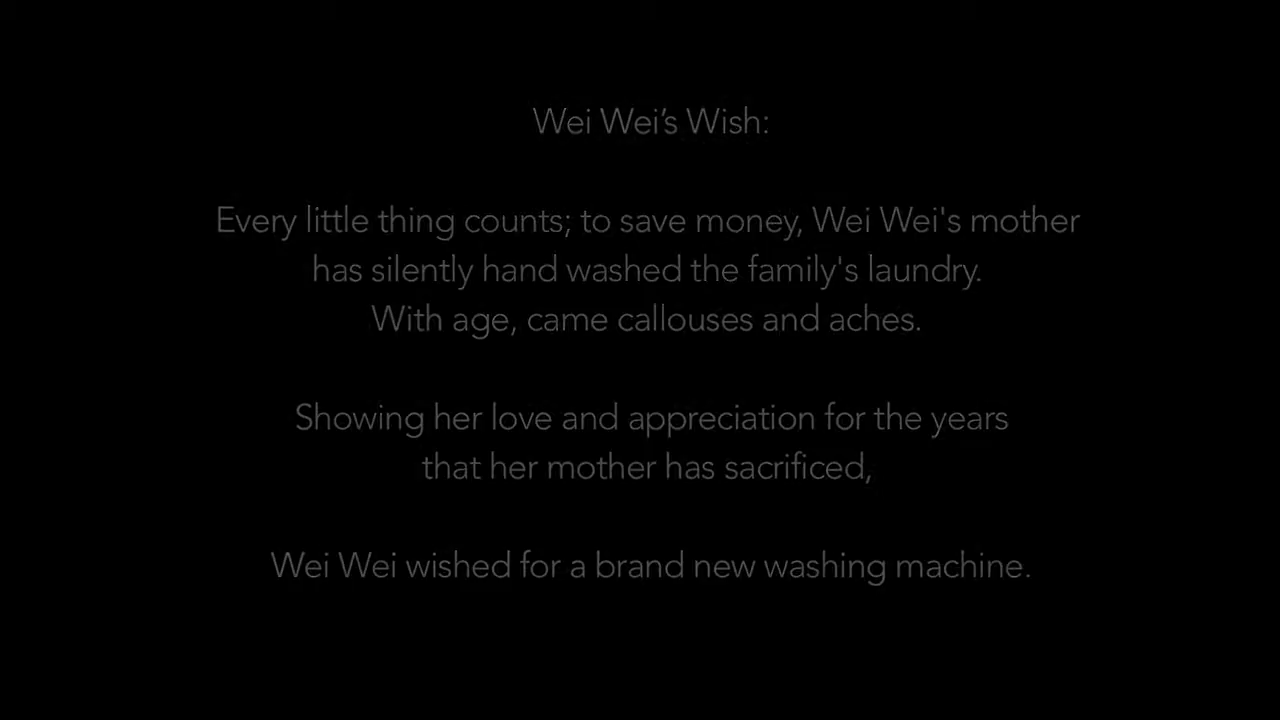 Wei Wei’s Wish:
Every little thing counts; to save money, Wei Wei's mother
has silently hand washed the family's laundry.
With age, came callouses and aches.
Showing her love and appreciation for the years
that her mother has sacrificed,
Wei Wei wished for a brand new washing machine.